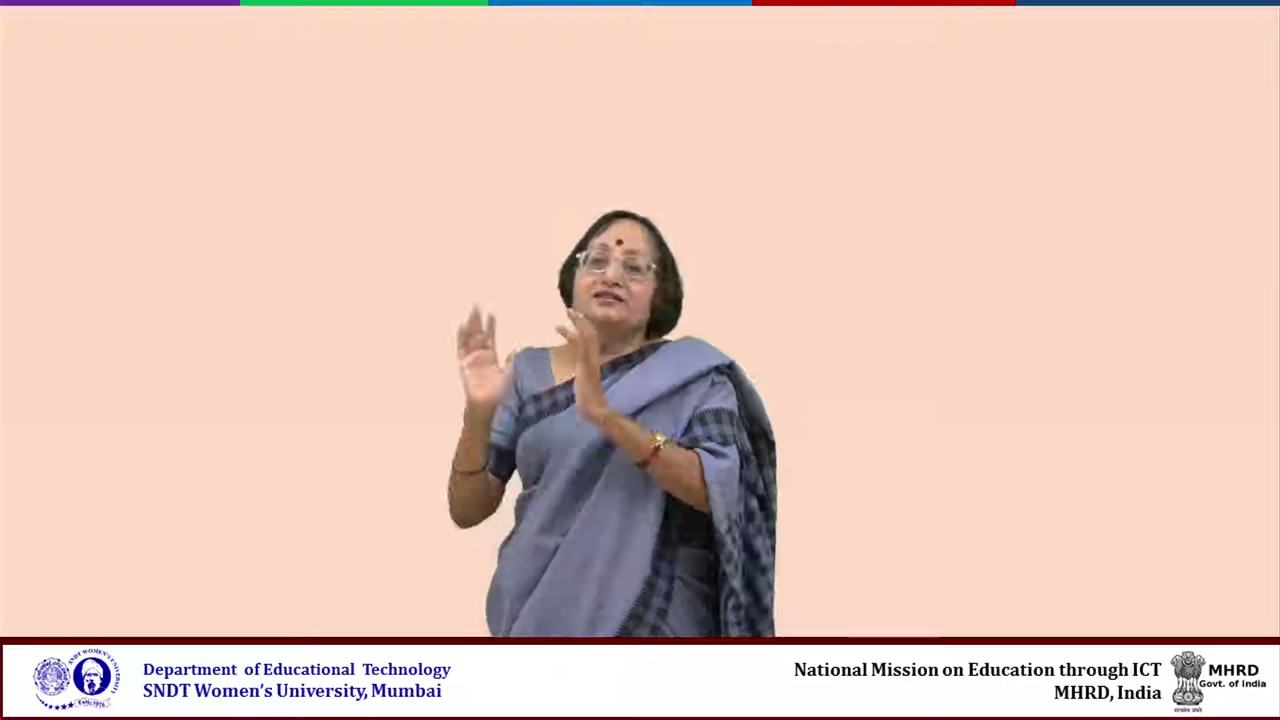 Department of Educational Technology
SNDT Women's University, Mumbai
National Mission on Education through ICT
MHRD, India
MHRD
Govt. of India